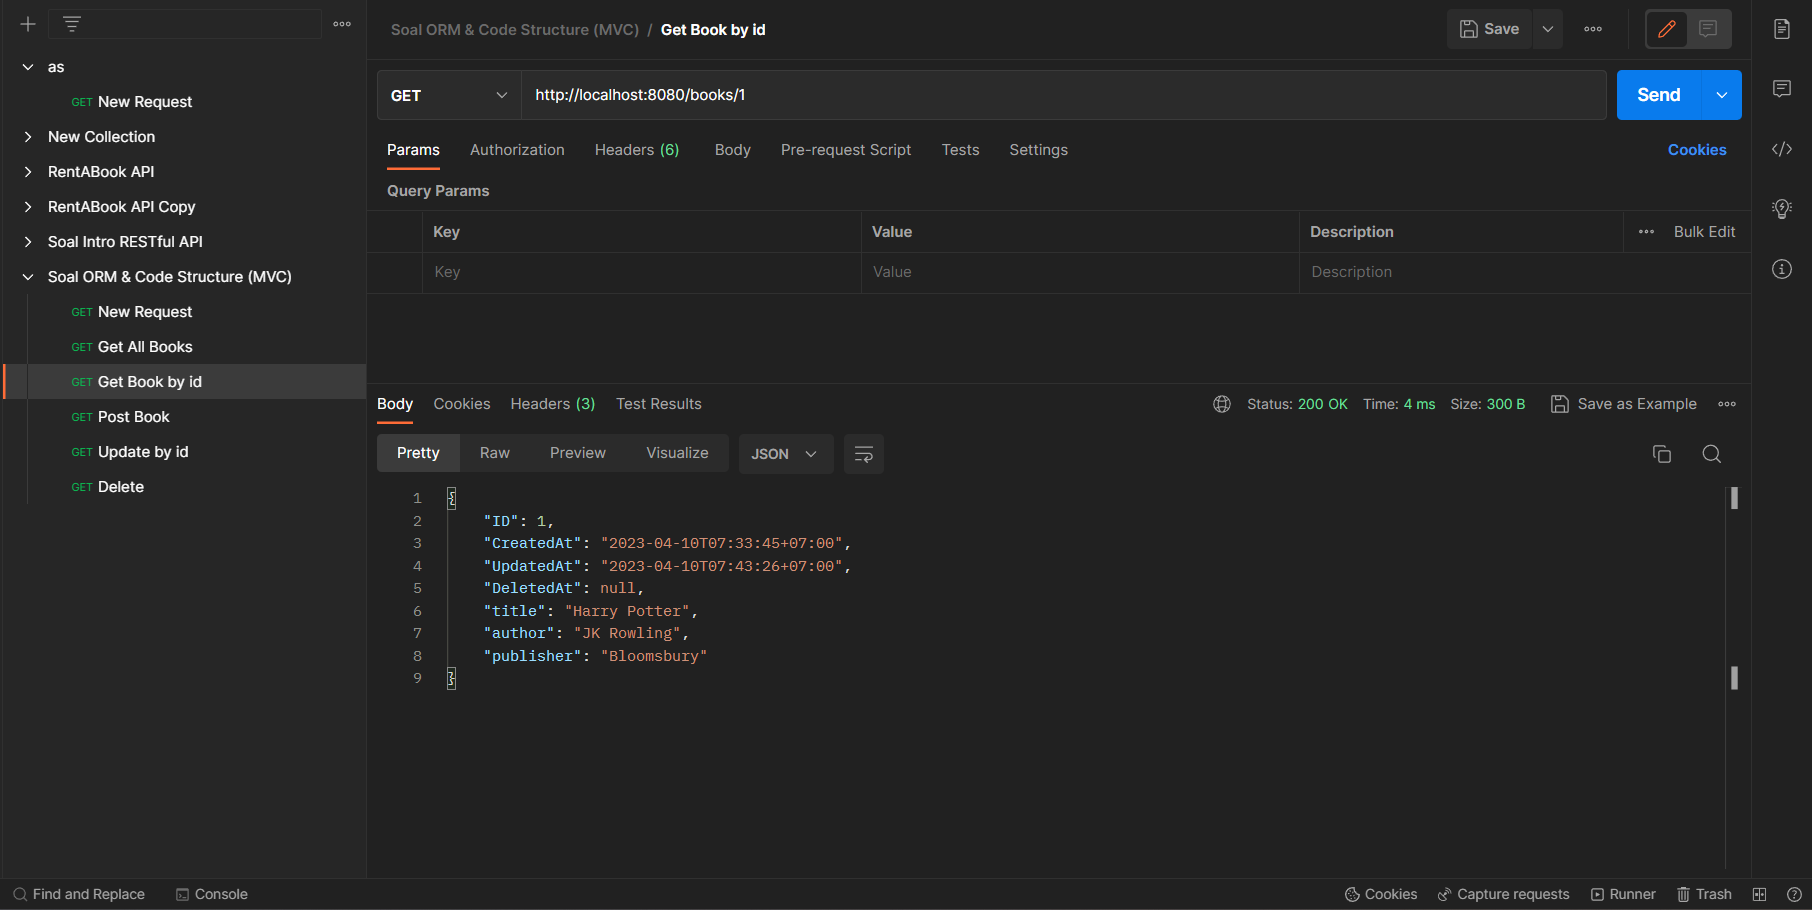 as
GET New Request
New Collection
RentABook API
RentABook API Copy
Soal Intro RESTful API
Soal ORM & Code Structure (MVC)
GET New Request
GET Get All Books
GET Get Book by id
GET Post Book
GET Update by id
GET Delete
Soal ORM & Code Structure (MVC) / Get Book by id
Save
GET http://localhost:8080/books/1 Send
Params Authorization Headers (6) Body Pre-request Script Tests Settings Cookies
Query Params
Key Value Description Bulk Edit
Key Value Description
Body Cookies Headers (3) Test Results Status: 200 OK Time: 4 ms Size: 300 B Save as Example
Pretty Raw Preview Visualize JSON
1 {
2 "ID": 1,
3 "CreatedAt": "2023-04-10T07:33:45+07:00",
4 "UpdatedAt": "2023-04-10T07:43:26+07:00",
5 "DeletedAt": null,
6 "title": "Harry Potter",
7 "author": "JK Rowling",
8 "publisher": "Bloomsbury"
9 }
Find and Replace Console Cookies Capture requests Runner Trash